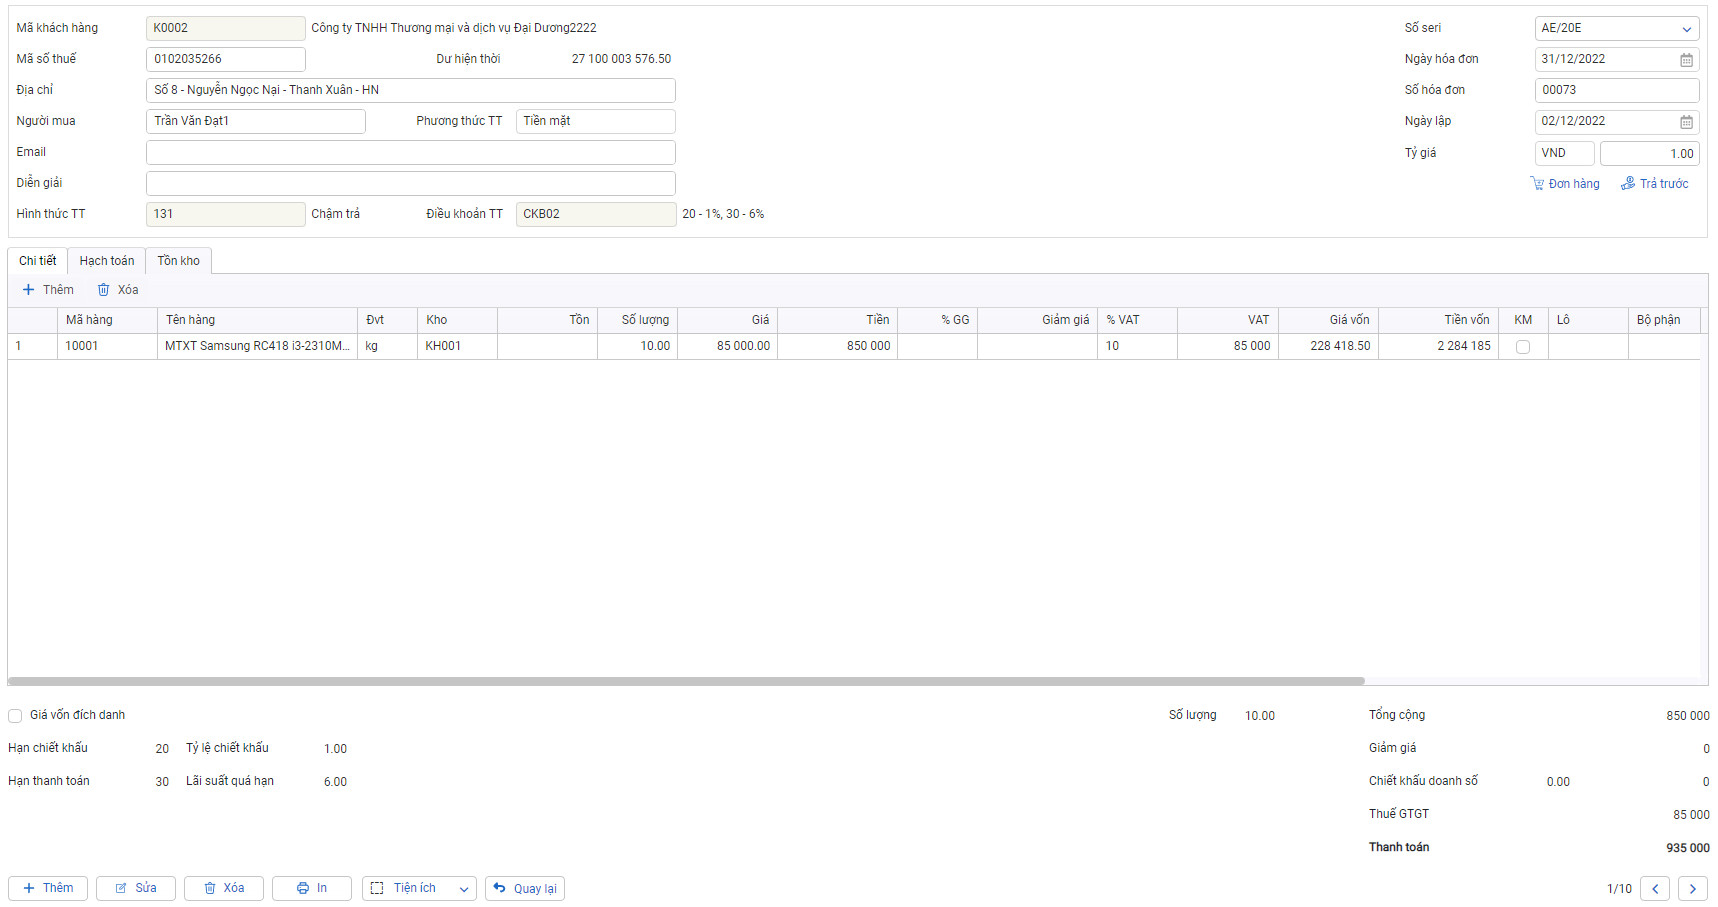 Mã khách hàng K0002 Công ty TNHH Thương mại và dịch vụ Đại Dương2222 Số seri AE/20E
Mã số thuế 0102035266 Dư hiện thời 27 100 003 576.50 Ngày hóa đơn 31/12/2022
Địa chỉ Số 8 - Nguyễn Ngọc Nại - Thanh Xuân - HN Số hóa đơn 00073
Người mua Trần Văn Đạt1 Phương thức TT Tiền mặt Ngày lập 02/12/2022
Email Tỷ giá VND 1.00
Diễn giải Đơn hàng Trả trước
Hình thức TT 131 Chậm trả Điều khoản TT CKB02 20 - 1%, 30 - 6%
Chi tiết Hạch toán Tồn kho
Thêm Xóa
Mã hàng Tên hàng Đvt Kho Tồn Số lượng Giá Tiền % GG Giảm giá % VAT VAT Giá vốn Tiền vốn KM Lô Bộ phận
1 10001 MTXT Samsung RC418 i3-2310M... kg KH001 10.00 85 000.00 850 000 10 85 000 228 418.50 2 284 185
Giá vốn đích danh Số lượng 10.00 Tổng cộng 850 000
Hạn chiết khấu 20 Tỷ lệ chiết khấu 1.00 Giảm giá 0
Hạn thanh toán 30 Lãi suất quá hạn 6.00 Chiết khấu doanh số 0.00 0
Thuế GTGT 85 000
Thanh toán 935 000
Thêm Sửa Xóa In Tiện ích Quay lại 1/10